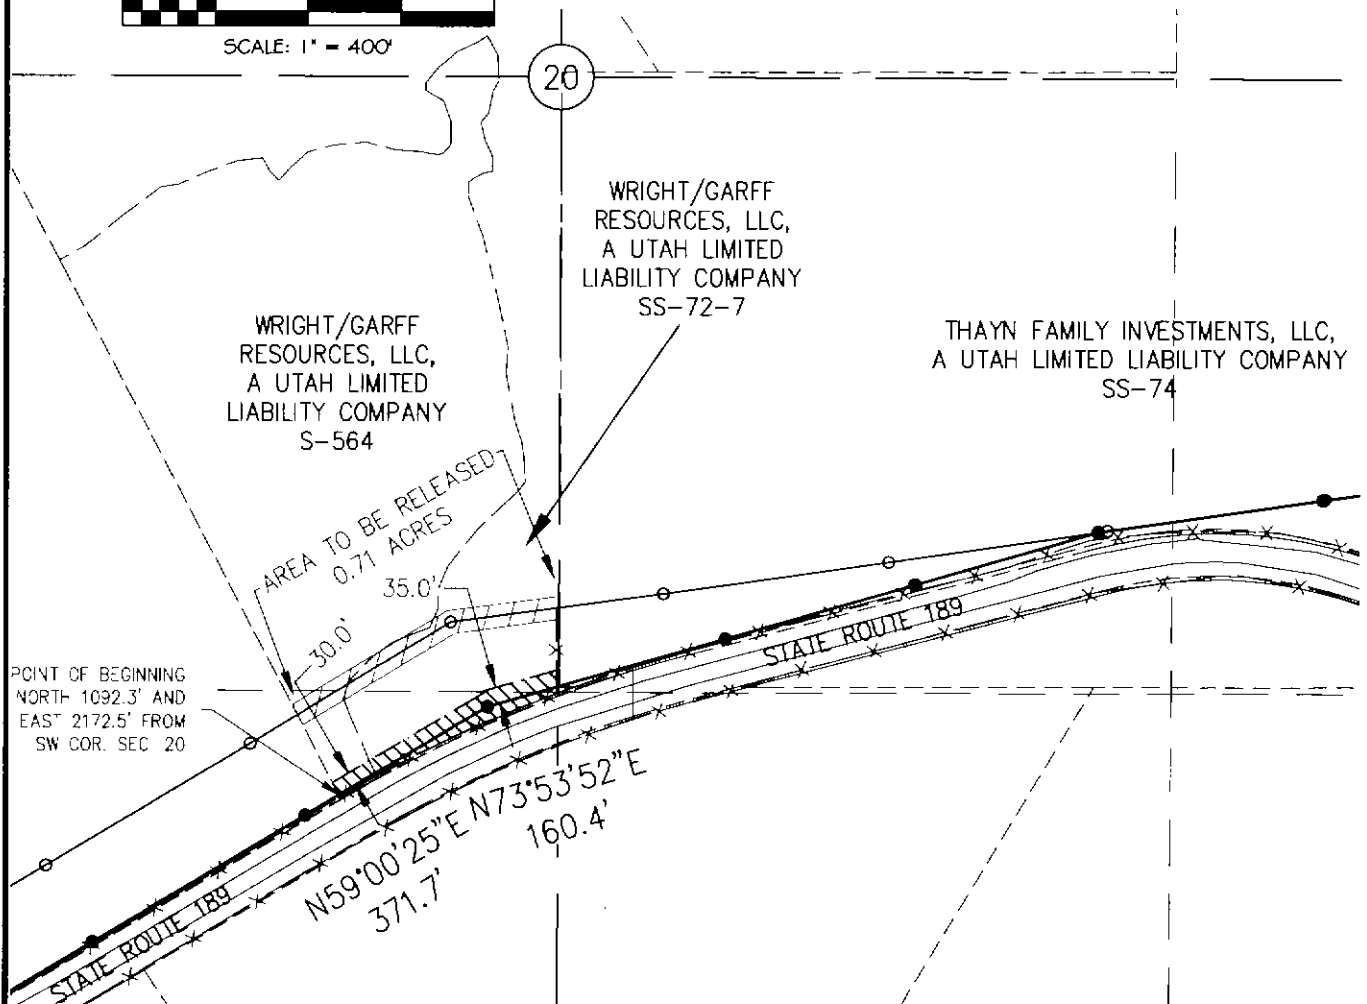 SCALE: 1" = 400'
20
WRIGHT/GARFF
RESOURCES, LLC,
A UTAH LIMITED
LIABILITY COMPANY
SS-72-7
WRIGHT/GARFF
RESOURCES, LLC,
A UTAH LIMITED
LIABILITY COMPANY
S-564
THAYN FAMILY INVESTMENTS, LLC,
A UTAH LIMITED LIABILITY COMPANY
SS-74
AREA TO BE RELEASED
0.71 ACRES
35.0'
30.0'
STATE ROUTE 189
POINT OF BEGINNING
NORTH 1092.3' AND
EAST 2172.5' FROM
SW COR. SEC 20
N73°53'52"E
160.4'
N59°00'25"E
371.7'
STATE ROUTE 189